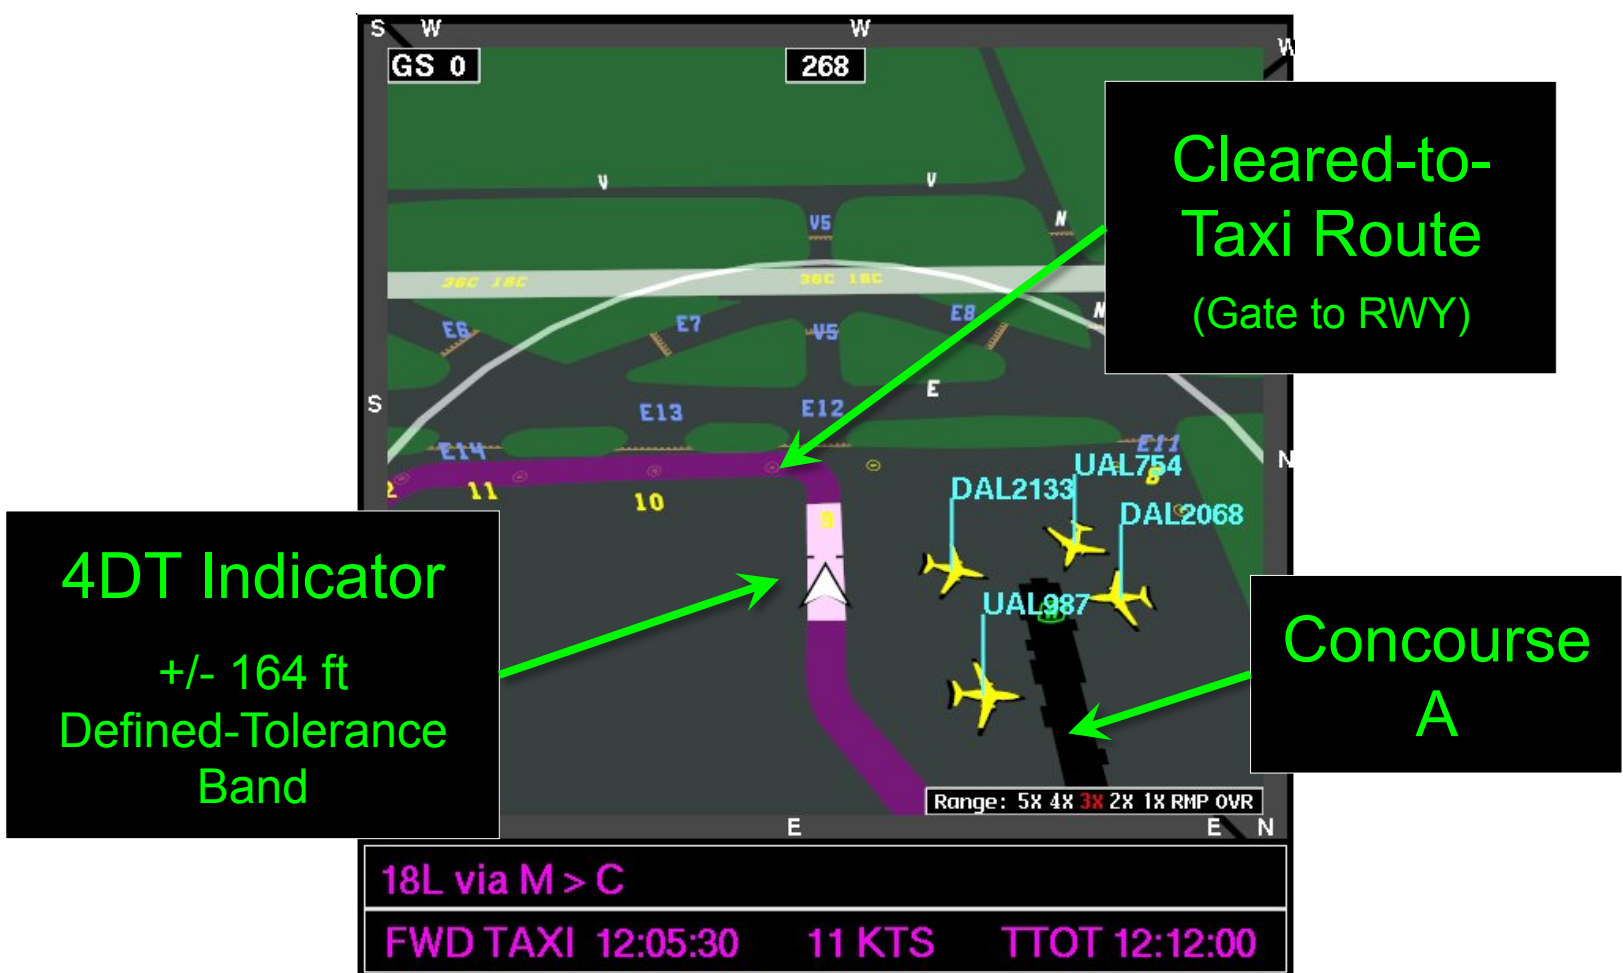 S W W W
GS 0
268
Cleared-to-
Taxi Route
(Gate to RWY)
V V
V5 N
36C 18C 36C 18C
E6 E7 V5 E8 N
S
E
E13 E12
E14 E11
N
UAL754
DAL2133 6
2 11 10 9
DAL2068
UAL987
4DT Indicator
+/- 164 ft
Defined-Tolerance
Band
Concourse
A
Range: 5X 4X 3X 2X 1X RMP OVR
E E N
18L via M > C
FWD TAXI 12:05:30 11 KTS TTOT 12:12:00